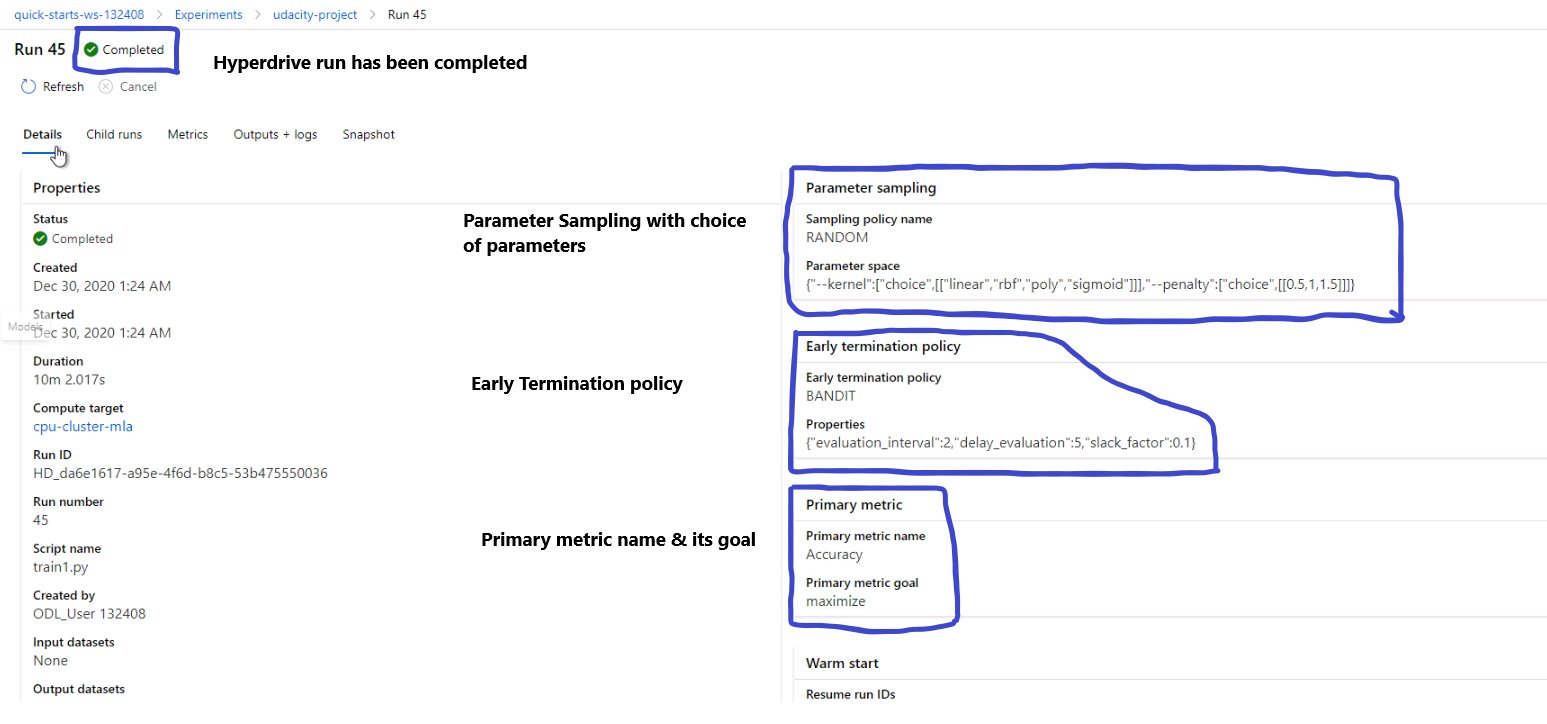 quick-starts-ws-132408 > Experiments > udacity-project > Run 45
Run 45 Completed
Hyperdrive run has been completed
Refresh Cancel
Details Child runs Metrics Outputs + logs Snapshot
Properties
Status
Completed
Created
Dec 30, 2020 1:24 AM
Started
Models
Dec 30, 2020 1:24 AM
Duration
10m 2.017s
Compute target
cpu-cluster-mla
Run ID
HD_da6e1617-a95e-4f6d-b8c5-53b475550036
Run number
45
Script name
train1.py
Created by
ODL_User 132408
Input datasets
None
Output datasets
Parameter Sampling with choice
of parameters
Early Termination policy
Primary metric name & its goal
Parameter sampling
Sampling policy name
RANDOM
Parameter space
{"--kernel":["choice",[["linear","rbf","poly","sigmoid"]]],"--penalty":["choice",[[0.5,1,1.5]]]}
Early termination policy
Early termination policy
BANDIT
Properties
{"evaluation_interval":2,"delay_evaluation":5,"slack_factor":0.1}
Primary metric
Primary metric name
Accuracy
Primary metric goal
maximize
Warm start
Resume run IDs